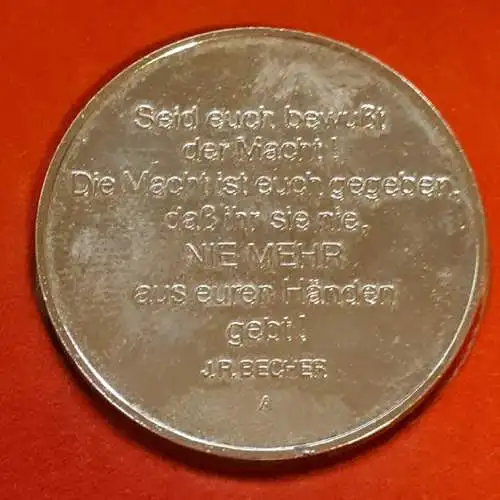 Seid euch bewußt
der Macht!
Die Macht ist euch gegeben,
daß ihr sie nie,
NIE MEHR
aus euren Händen
gebt!
J.R. BECHER
A